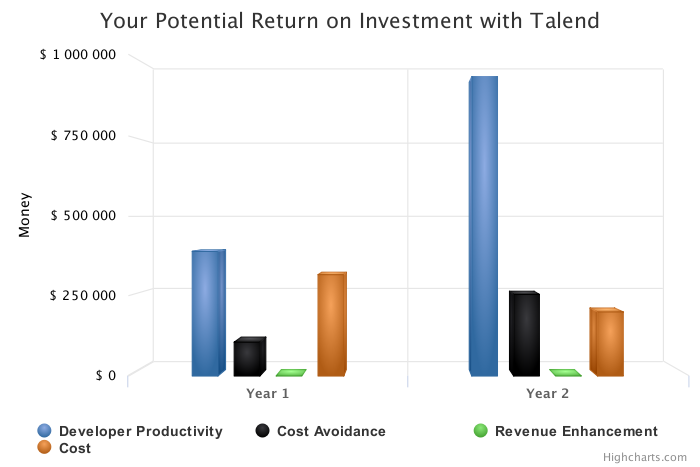 Your Potential Return on Investment with Talend
$ 1 000 000
$ 750 000
$ 500 000
$ 250 000
$ 0
Money
Year 1 Year 2
Developer Productivity Cost Avoidance Revenue Enhancement
Cost
Highcharts.com